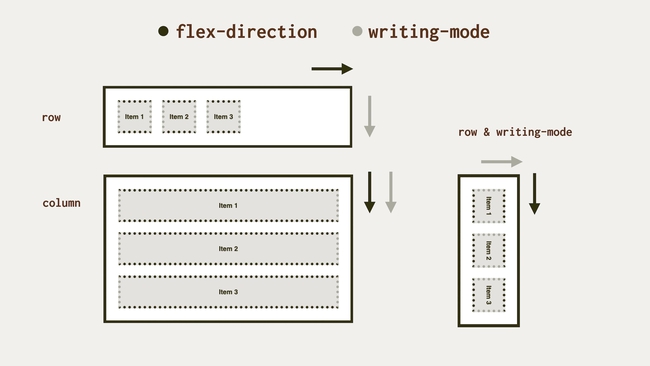 flex-direction
writing-mode
row
Item 1
Item 2
Item 3
row & writing-mode
column
Item 1
Item 2
Item 3
Item 1
Item 2
Item 3